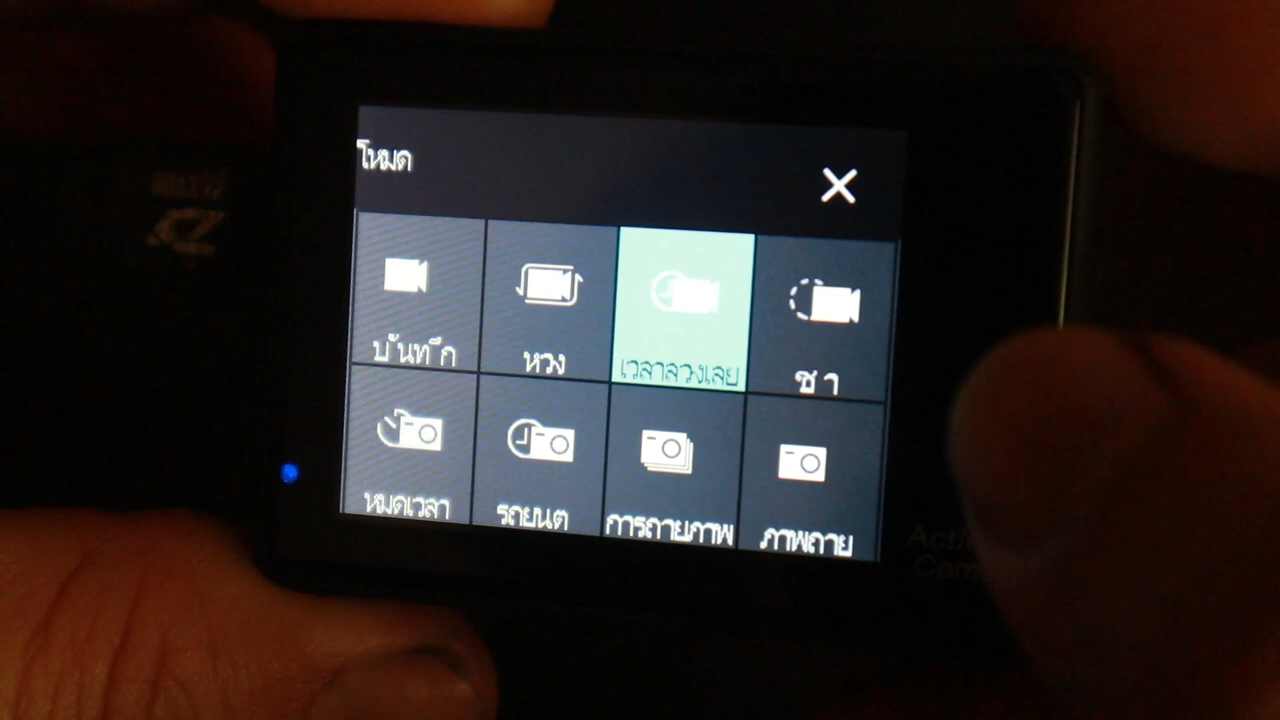 โหมด
บันทึก
หวง
เวลาลวงเลย
ชา
หมดเวลา
รถยนต
การถายภาพ
ภาพถาย
Acti
Cam